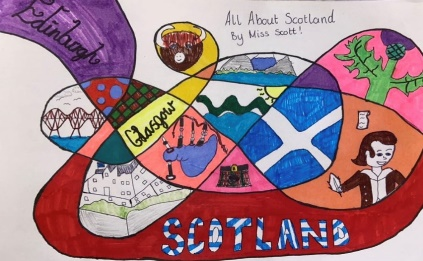 All About Scotland
By Miss Scott!
Edinburgh
Glasgow
SCOTLAND